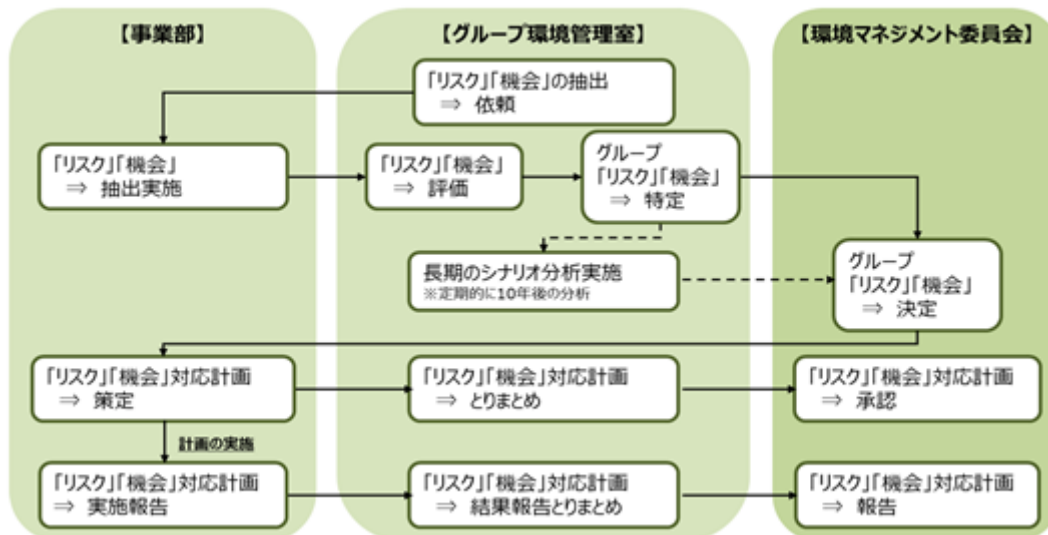 【事業部】
【グループ環境管理室】
【環境マネジメント委員会】
「リスク」「機会」の抽出
⇒ 依頼
「リスク」「機会」
⇒ 抽出実施
「リスク」「機会」
⇒ 評価
グループ
「リスク」「機会」
⇒ 特定
長期のシナリオ分析実施
※定期的に10年後の分析
グループ
「リスク」「機会」
⇒ 決定
「リスク」「機会」対応計画
⇒ 策定
「リスク」「機会」対応計画
⇒ とりまとめ
「リスク」「機会」対応計画
⇒ 承認
計画の実施
「リスク」「機会」対応計画
⇒ 実施報告
「リスク」「機会」対応計画
⇒ 結果報告とりまとめ
「リスク」「機会」対応計画
⇒ 報告